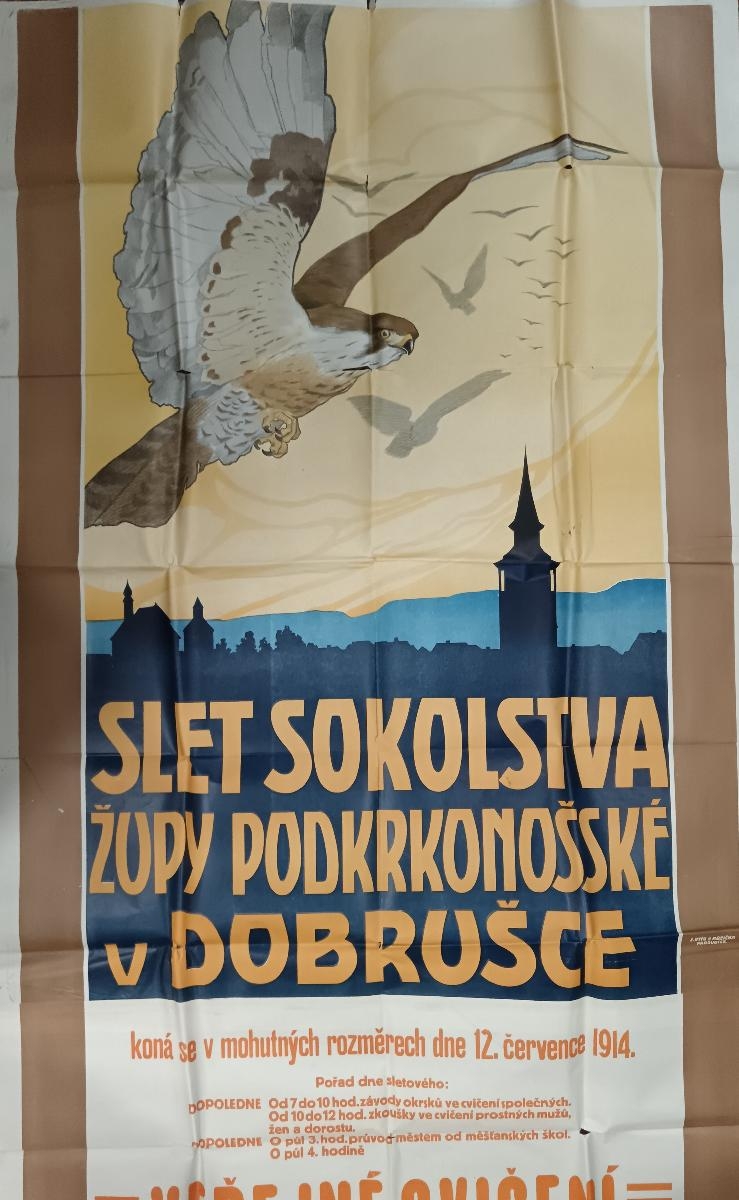 SLET SOKOLSTVA
ŽUPY PODKRKONOŠSKÉ
V DOBRUŠCE
koná se v mohutných rozměrech dne 12. července 1914.
Pořad dne sletového:
DOPOLEDNE Od 7 do 10 hod. závody okrsků ve cvičení společných.
Od 10 do 12 hod. zkoušky ve cvičení prostných mužů,
žen a dorostu.
ODPOLEDNE O půl 3. hod. průvod městem od měšťanských škol.
O půl 4. hodině
VEŘEJNÉ CVIČENÍ